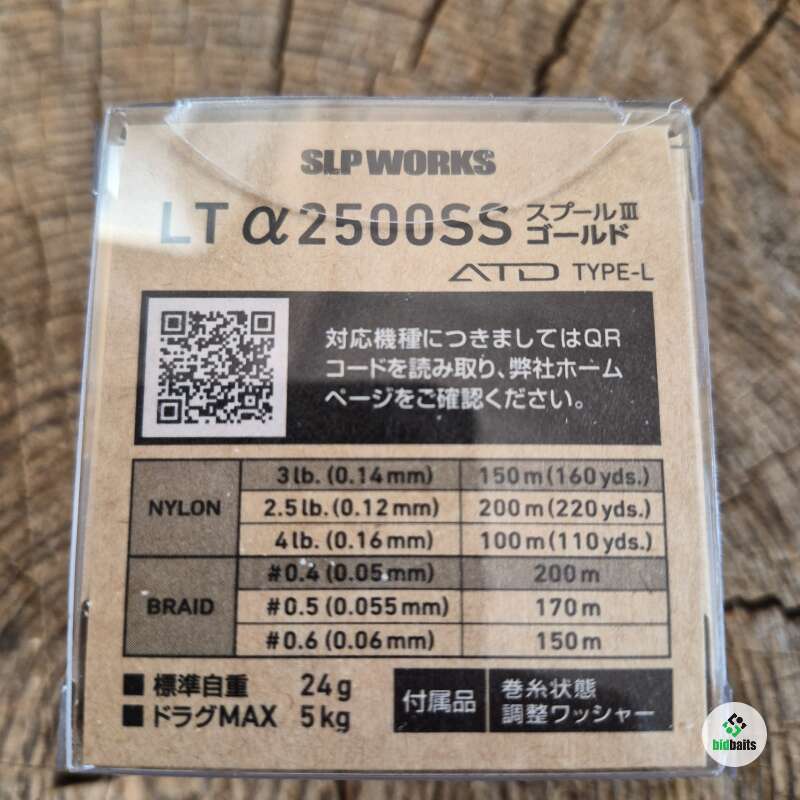 SLP WORKS
LT α2500SS スプールⅢ ゴールド
ATD TYPE-L
対応機種につきましてはQR
コードを読み取り、弊社ホーム
ページをご確認ください。
NYLON
3lb. (0.14mm) 150m(160yds.)
2.5lb. (0.12mm) 200m(220yds.)
4lb. (0.16mm) 100m(110yds.)
BRAID
#0.4 (0.05mm) 200m
#0.5 (0.055mm) 170m
#0.6 (0.06mm) 150m
■ 標準自重 24g
■ ドラグMAX 5kg
付属品
巻糸状態
調整ワッシャー
bidbaits